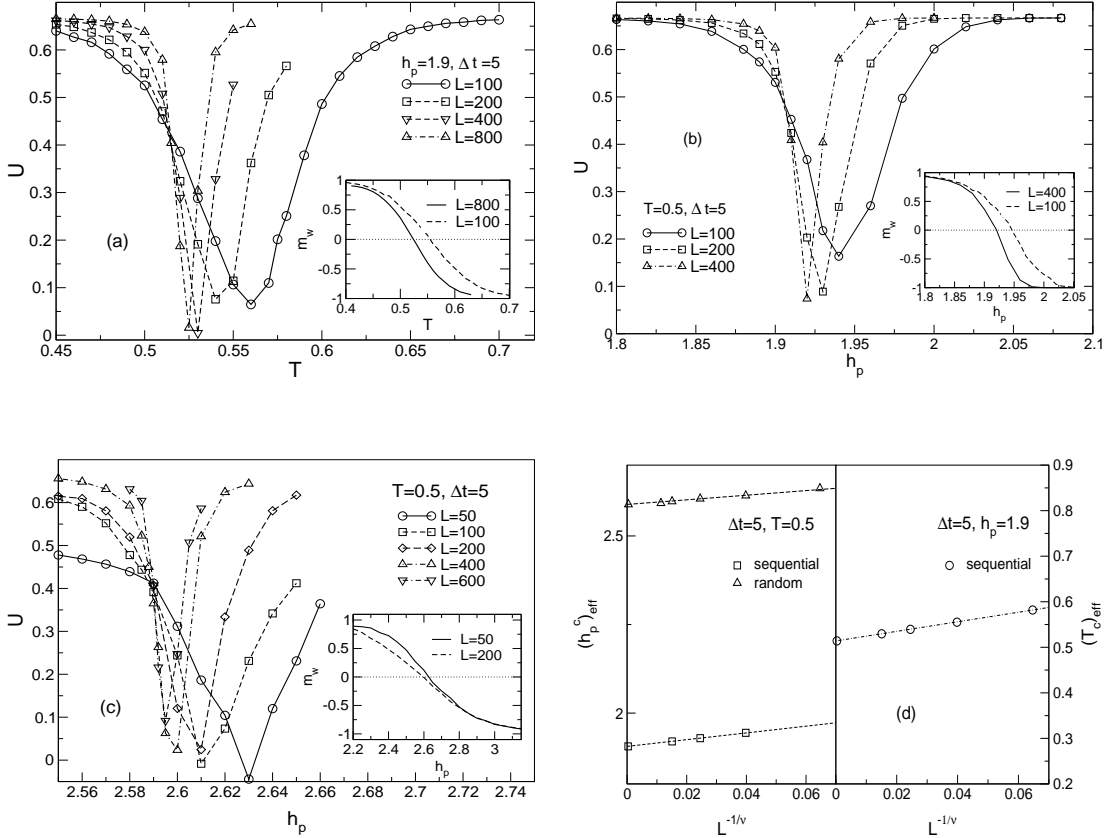 0.6
0.5
0.4
0.3
0.2
0.1
0
U
0.45
0.5
0.55
0.6
0.65
0.7
T
(a)
h_p=1.9, Δt=5
L=100
L=200
L=400
L=800
1
0.5
0
-0.5
-1
m_w
0.4
0.5
0.6
0.7
T
L=800
L=100
0.6
0.5
0.4
0.3
0.2
0.1
0
U
1.8
1.85
1.9
1.95
2
2.05
2.1
h_p
(b)
T=0.5, Δt=5
L=100
L=200
L=400
1
0.5
0
-0.5
-1
m_w
1.8
1.85
1.9
1.95
2
2.05
h_p
L=400
L=100
0.6
0.5
0.4
0.3
0.2
0.1
0
U
2.56
2.58
2.6
2.62
2.64
2.66
2.68
2.7
2.72
2.74
h_p
(c)
T=0.5, Δt=5
L=50
L=100
L=200
L=400
L=600
1
0.5
0
-0.5
-1
m_w
2.2
2.4
2.6
2.8
3
h_p
L=50
L=200
2.5
2
(h_p^c)_eff
0
0.02
0.04
0.06
0
0.02
0.04
0.06
L^{-1/ν}
L^{-1/ν}
Δt=5, T=0.5
sequential
random
Δt=5, h_p=1.9
sequential
(d)
0.9
0.8
0.7
0.6
0.5
0.4
0.3
0.2
(T_c)_eff